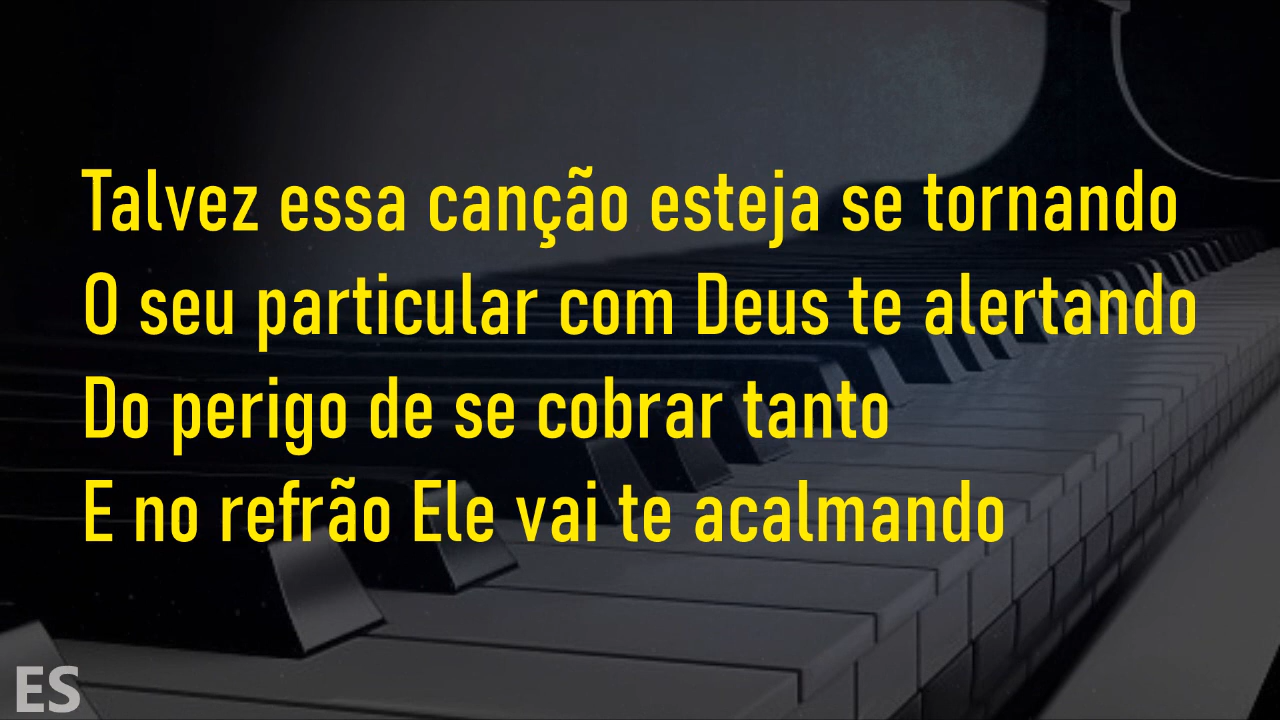 Talvez essa canção esteja se tornando
O seu particular com Deus te alertando
Do perigo de se cobrar tanto
E no refrão Ele vai te acalmando
ES